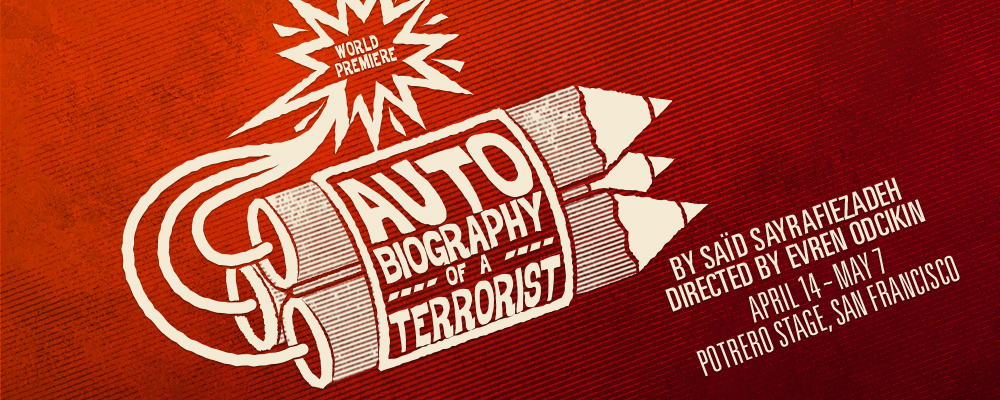 WORLD
PREMIERE
AUTO
BIOGRAPHY
OF A
TERRORIST
BY SAÏD SAYRAFIEZADEH
DIRECTED BY EVREN ODCIKIN
APRIL 14 – MAY 7
POTRERO STAGE, SAN FRANCISCO